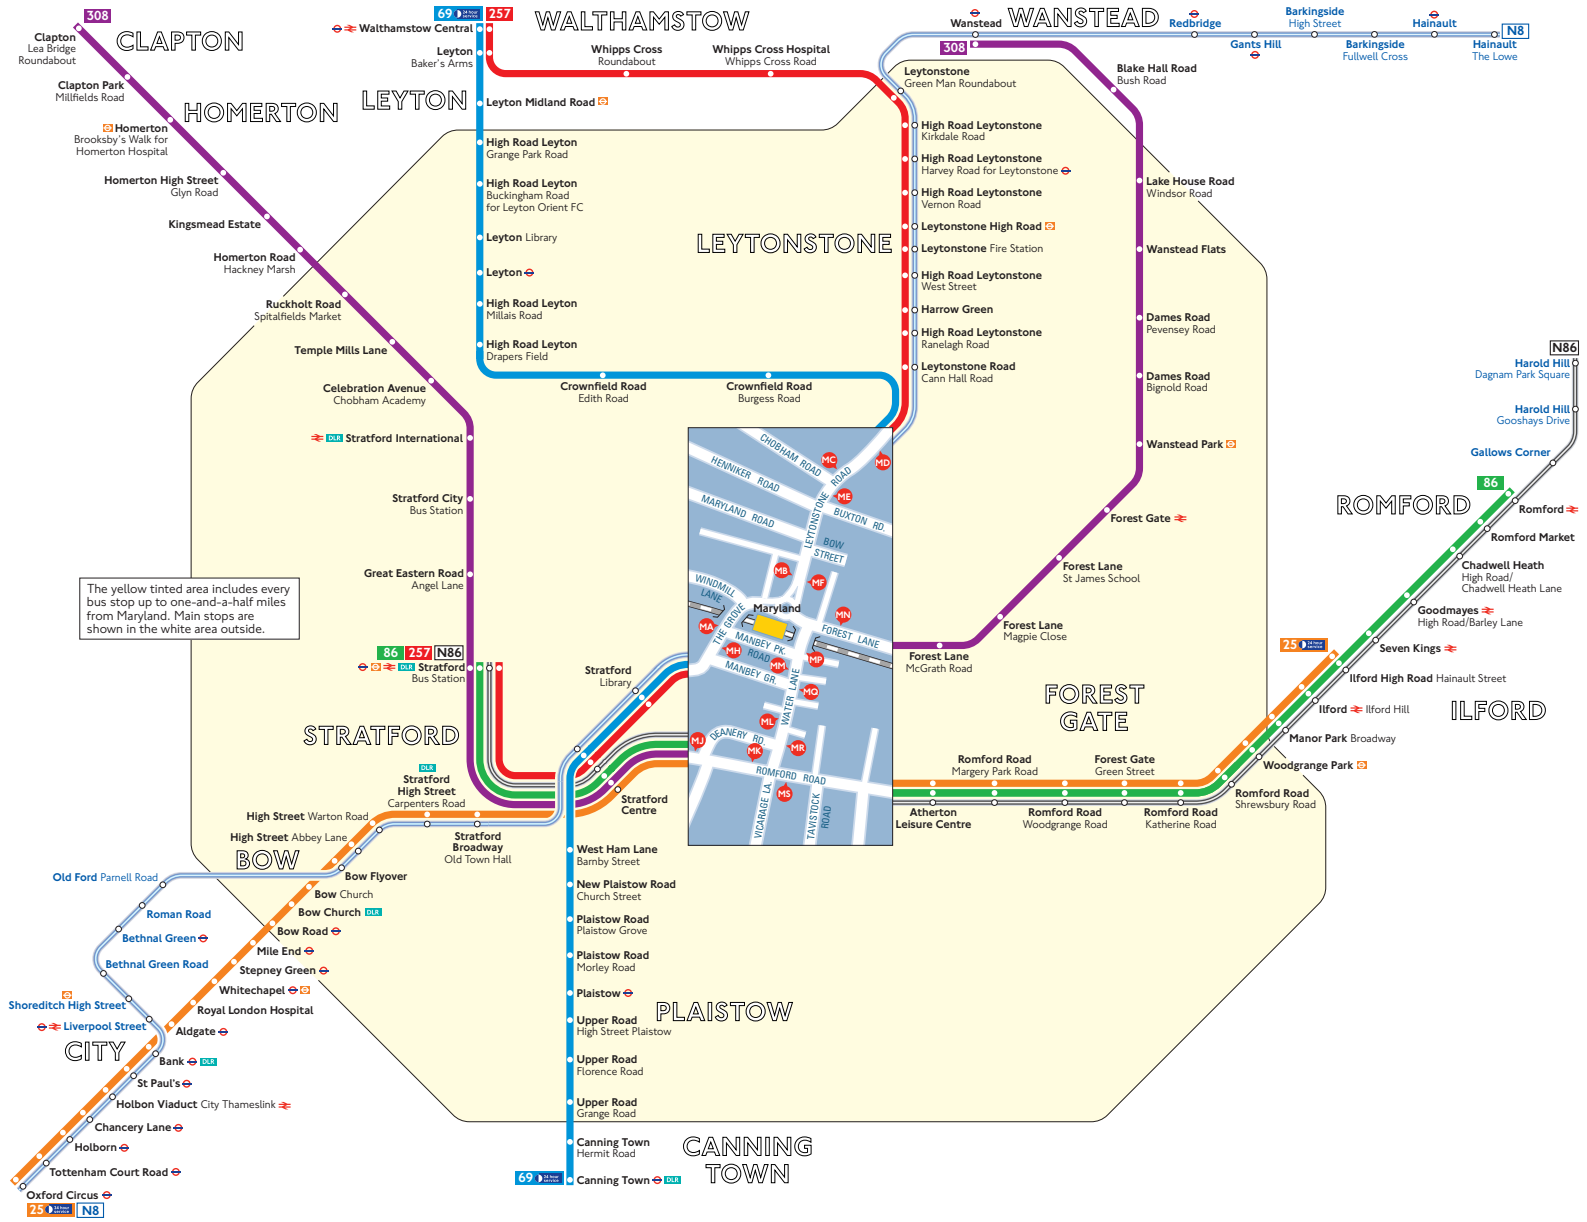 308
Clapton
Lea Bridge
Roundabout
CLAPTON
Clapton Park
Millfields Road
HOMERTON
Homerton
Brooksby's Walk for
Homerton Hospital
Homerton High Street
Glyn Road
Kingsmead Estate
Homerton Road
Hackney Marsh
Ruckholt Road
Spitalfields Market
Temple Mills Lane
Celebration Avenue
Chobham Academy
DLR Stratford International
Stratford City
Bus Station
Great Eastern Road
Angel Lane
The yellow tinted area includes every
bus stop up to one-and-a-half miles
from Maryland. Main stops are
shown in the white area outside.
86 257 N86
DLR Stratford
Bus Station
STRATFORD
69 24 hour service 257
Walthamstow Central
WALTHAMSTOW
Leyton
Baker's Arms
LEYTON
Leyton Midland Road
High Road Leyton
Grange Park Road
High Road Leyton
Buckingham Road
for Leyton Orient FC
Leyton Library
Leyton
High Road Leyton
Millais Road
High Road Leyton
Drapers Field
Crownfield Road
Edith Road
Crownfield Road
Burgess Road
Whipps Cross
Roundabout
Whipps Cross Hospital
Whipps Cross Road
Wanstead
308
WANSTEAD
Redbridge
Gants Hill
Barkingside
High Street
Barkingside
Fullwell Cross
Hainault
Hainault
The Lowe
N8
Leytonstone
Green Man Roundabout
High Road Leytonstone
Kirkdale Road
High Road Leytonstone
Harvey Road for Leytonstone
High Road Leytonstone
Vernon Road
LEYTONSTONE
Leytonstone High Road
Leytonstone Fire Station
High Road Leytonstone
West Street
Harrow Green
High Road Leytonstone
Ranelagh Road
Leytonstone Road
Cann Hall Road
Blake Hall Road
Bush Road
Lake House Road
Windsor Road
Wanstead Flats
Dames Road
Pevensey Road
Dames Road
Bignold Road
Wanstead Park
Forest Gate
Forest Lane
St James School
Forest Lane
Magpie Close
Forest Lane
McGrath Road
FOREST
GATE
N86
Harold Hill
Dagnam Park Square
Harold Hill
Gooshays Drive
Gallows Corner
86
ROMFORD
Romford
Romford Market
Chadwell Heath
High Road/
Chadwell Heath Lane
Goodmayes
High Road/Barley Lane
Seven Kings
25 24 hour service
Ilford High Road Hainault Street
Ilford Ilford Hill
ILFORD
Manor Park Broadway
Woodgrange Park
Romford Road
Shrewsbury Road
Romford Road
Katherine Road
Forest Gate
Green Street
Romford Road
Woodgrange Road
Romford Road
Margery Park Road
Atherton
Leisure Centre
CHOBHAM ROAD
HENNIKER ROAD
MARYLAND ROAD
LEYTONSTONE ROAD
BUXTON RD.
BOW
STREET
WINDMILL
LANE
THE GROVE
Maryland
FOREST LANE
MANBEY PK.
ROAD
MANBEY GR.
WATER LANE
DEANERY RD.
ROMFORD ROAD
VICARAGE LA.
TAVISTOCK
ROAD
MC
MD
ME
MB
MF
MN
MA
MH
MM
MP
MQ
ML
MJ
MK
MR
MS
Stratford
Library
Stratford
Centre
DLR
Stratford
High Street
Carpenters Road
High Street Warton Road
High Street Abbey Lane
Stratford
Broadway
Old Town Hall
BOW
Bow Flyover
Bow Church
Bow Church DLR
Bow Road
Mile End
Stepney Green
Whitechapel
Royal London Hospital
Aldgate
Old Ford Parnell Road
Roman Road
Bethnal Green
Bethnal Green Road
Shoreditch High Street
Liverpool Street
CITY
Bank DLR
St Paul's
Holbon Viaduct City Thameslink
Chancery Lane
Holborn
Tottenham Court Road
Oxford Circus
25 24 hour service N8
West Ham Lane
Barnby Street
New Plaistow Road
Church Street
Plaistow Road
Plaistow Grove
Plaistow Road
Morley Road
Plaistow
PLAISTOW
Upper Road
High Street Plaistow
Upper Road
Florence Road
Upper Road
Grange Road
Canning Town
Hermit Road
CANNING
TOWN
69 24 hour service
Canning Town DLR